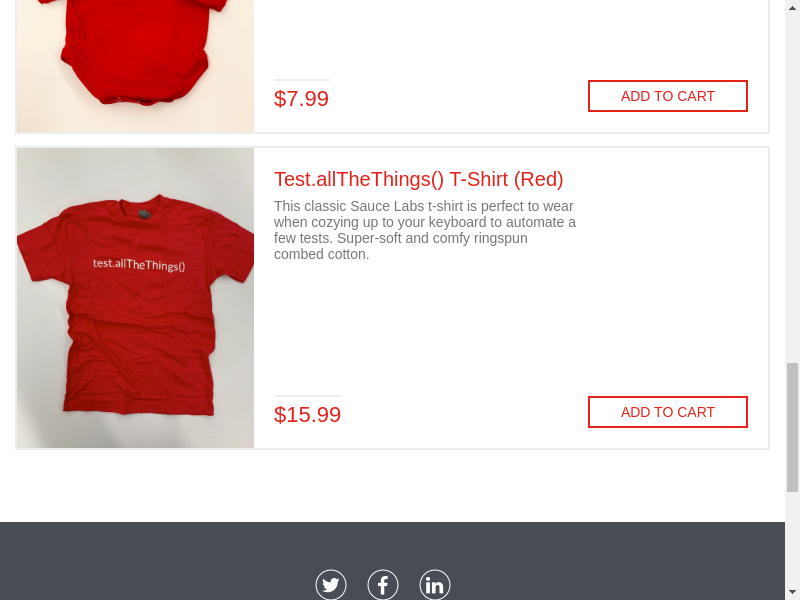 $7.99
ADD TO CART
Test.allTheThings() T-Shirt (Red)
This classic Sauce Labs t-shirt is perfect to wear
when cozying up to your keyboard to automate a
few tests. Super-soft and comfy ringspun
combed cotton.
test.allTheThings()
$15.99
ADD TO CART